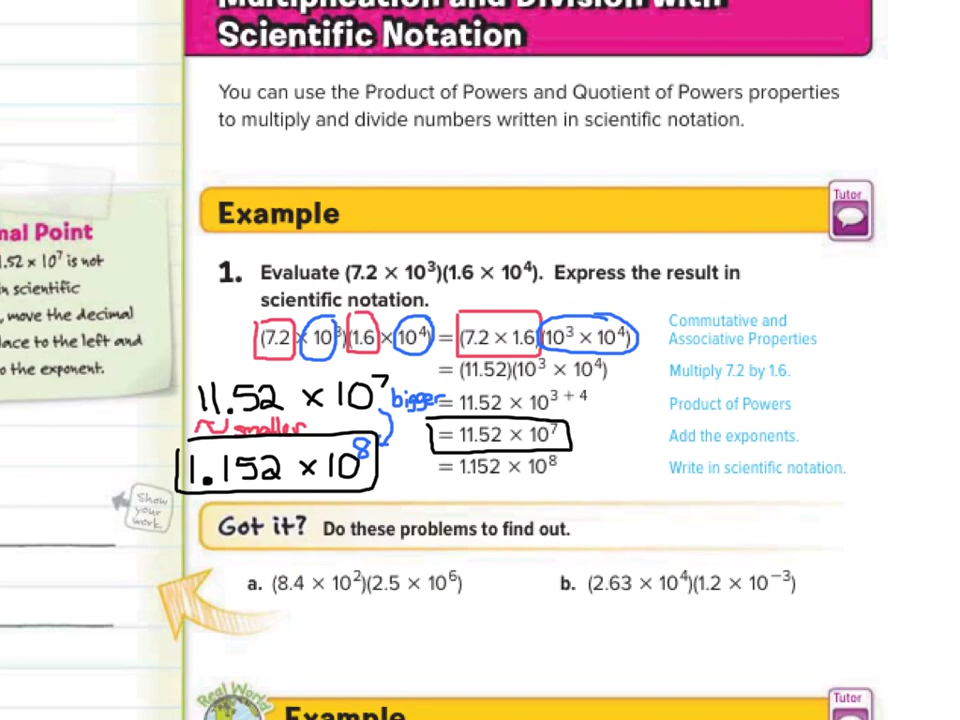 Multiplication and Division with
Scientific Notation
You can use the Product of Powers and Quotient of Powers properties
to multiply and divide numbers written in scientific notation.
Tutor
Example
nal Point
1.52 x 10⁷ is not
n scientific
, move the decimal
lace to the left and
o the exponent.
1. Evaluate (7.2 × 10³)(1.6 × 10⁴). Express the result in
scientific notation.
(7.2 × 10³)(1.6 × 10⁴) = (7.2 × 1.6)(10³ × 10⁴) Commutative and
Associative Properties
= (11.52)(10³ × 10⁴) Multiply 7.2 by 1.6.
= 11.52 × 10³ ⁺ ⁴ Product of Powers
= 11.52 × 10⁷ Add the exponents.
= 1.152 × 10⁸ Write in scientific notation.
11.52 × 10⁷
bigger
smaller
1.152 × 10⁸
Show
your
work.
Got it? Do these problems to find out.
a. (8.4 × 10²)(2.5 × 10⁶) b. (2.63 × 10⁴)(1.2 × 10⁻³)
Real World
Example
Tutor